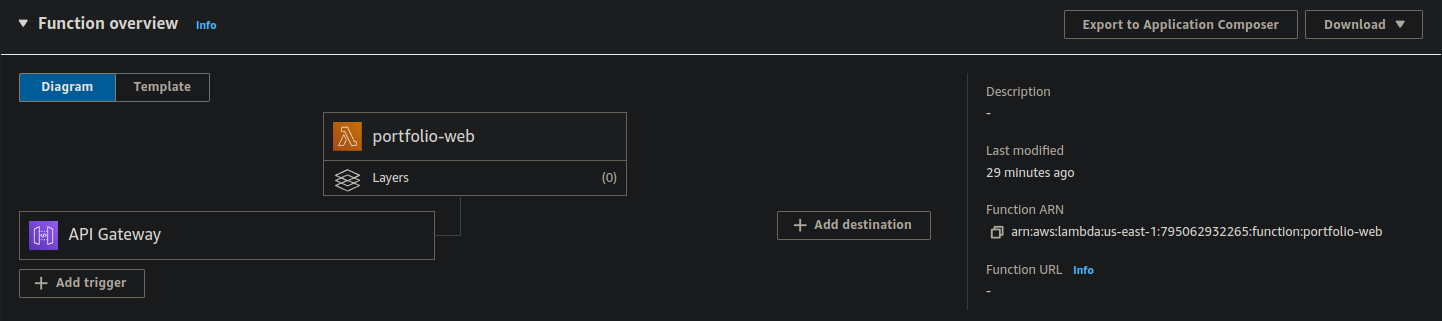 Function overview Info
Export to Application Composer
Download
Diagram
Template
portfolio-web
Layers (0)
API Gateway
+ Add trigger
+ Add destination
Description
-
Last modified
29 minutes ago
Function ARN
arn:aws:lambda:us-east-1:795062932265:function:portfolio-web
Function URL Info
-